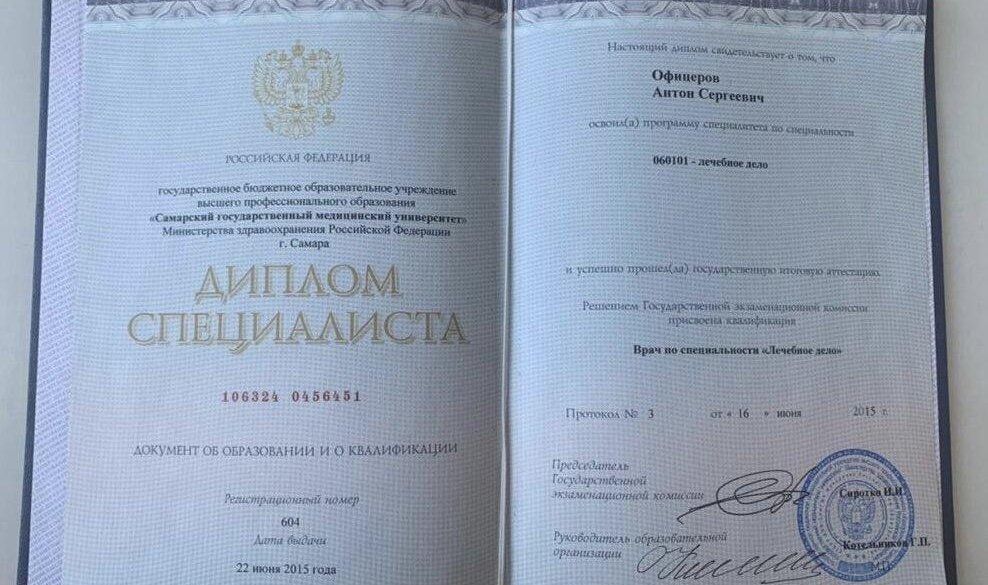 РОССИЙСКАЯ ФЕДЕРАЦИЯ
государственное бюджетное образовательное учреждение
высшего профессионального образования
«Самарский государственный медицинский университет»
Министерства здравоохранения Российской Федерации
г. Самара
ДИПЛОМ
СПЕЦИАЛИСТА
106324 0456451
ДОКУМЕНТ ОБ ОБРАЗОВАНИИ И О КВАЛИФИКАЦИИ
Регистрационный номер
604
Дата выдачи
22 июня 2015 года
Настоящий диплом свидетельствует о том, что
Офицеров
Антон Сергеевич
освоил(а) программу специалитета по специальности
060101 - лечебное дело
и успешно прошел(ла) государственную итоговую аттестацию.
Решением Государственной экзаменационной комиссии
присвоена квалификация
Врач по специальности «Лечебное дело»
Протокол № 3 от « 16 » июня 2015 г.
Председатель
Государственной
экзаменационной комиссии
Сиротко И.И.
Руководитель образовательной
организации
Котельников Г.П.
М.П.